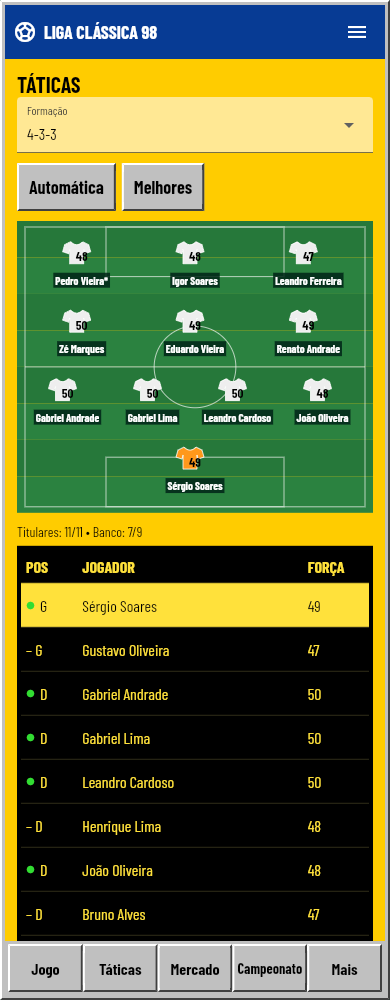 LIGA CLÁSSICA 98
TÁTICAS
Formação
4-3-3
Automática Melhores
48 48 47
Pedro Vieira* Igor Soares Leandro Ferreira
50 49 49
Zé Marques Eduardo Vieira Renato Andrade
50 50 50 48
Gabriel Andrade Gabriel Lima Leandro Cardoso João Oliveira
49
Sérgio Soares
Titulares: 11/11 • Banco: 7/9
POS JOGADOR FORÇA
● G Sérgio Soares 49
– G Gustavo Oliveira 47
● D Gabriel Andrade 50
● D Gabriel Lima 50
● D Leandro Cardoso 50
– D Henrique Lima 48
● D João Oliveira 48
– D Bruno Alves 47
Jogo Táticas Mercado Campeonato Mais